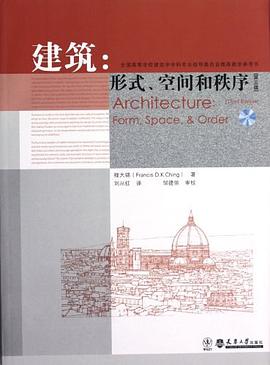 建筑:
全国高等学校建筑学学科专业指导委员会推荐教学参考书
形式、空间和秩序(第三版)
Architecture: Third Edition
Form, Space, & Order
程大锦(Francis D.K.Ching) 著
刘丛红 译 邹德侬 审校
WILEY
天津大学出版社